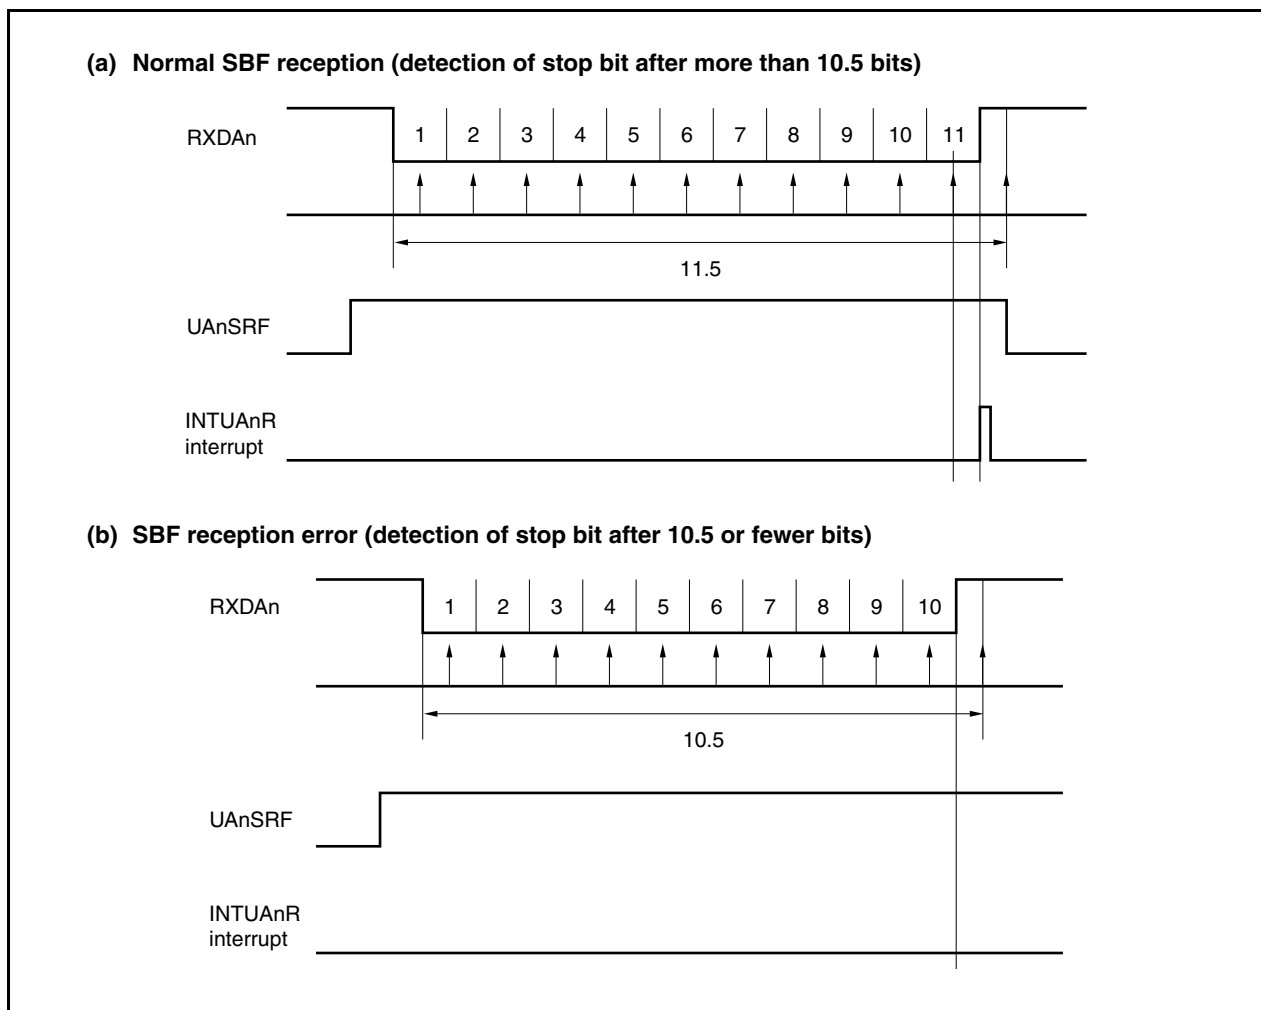 (a) Normal SBF reception (detection of stop bit after more than 10.5 bits)
RXDAn
1 2 3 4 5 6 7 8 9 10 11
11.5
UAnSRF
INTUAnR
interrupt
(b) SBF reception error (detection of stop bit after 10.5 or fewer bits)
RXDAn
1 2 3 4 5 6 7 8 9 10
10.5
UAnSRF
INTUAnR
interrupt